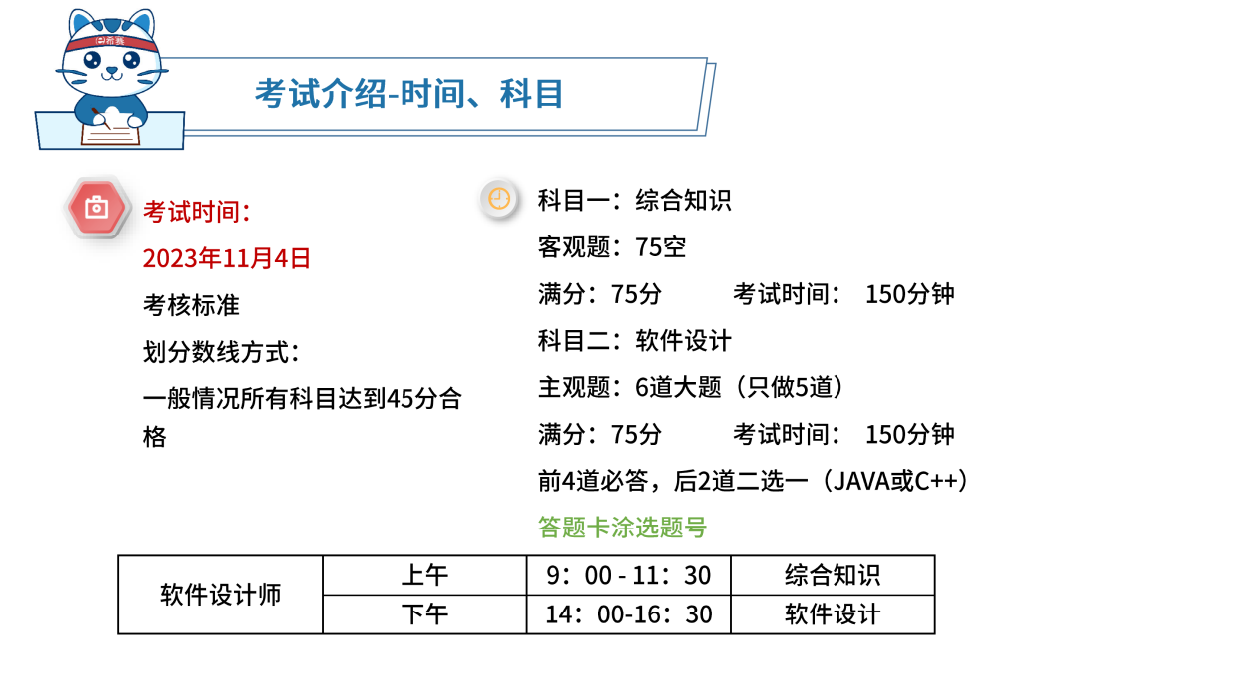 希赛
考试介绍-时间、科目
考试时间：
2023年11月4日
考核标准
划分数线方式：
一般情况所有科目达到45分合
格
科目一：综合知识
客观题：75空
满分：75分 考试时间： 150分钟
科目二：软件设计
主观题：6道大题（只做5道）
满分：75分 考试时间： 150分钟
前4道必答，后2道二选一（JAVA或C++）
答题卡涂选题号
软件设计师 上午 9：00 - 11：30 综合知识
下午 14：00-16：30 软件设计